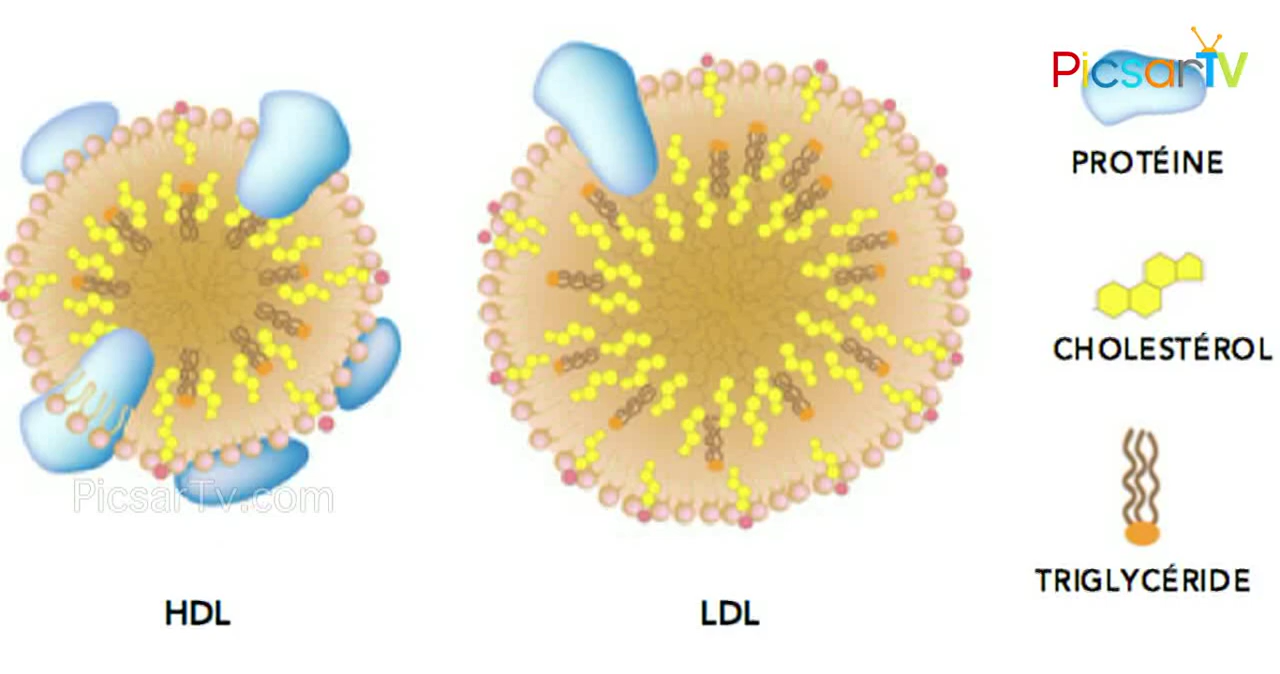 PicsarTV
PROTÉINE
CHOLESTÉROL
TRIGLYCÉRIDE
PicsarTv.com
HDL
LDL